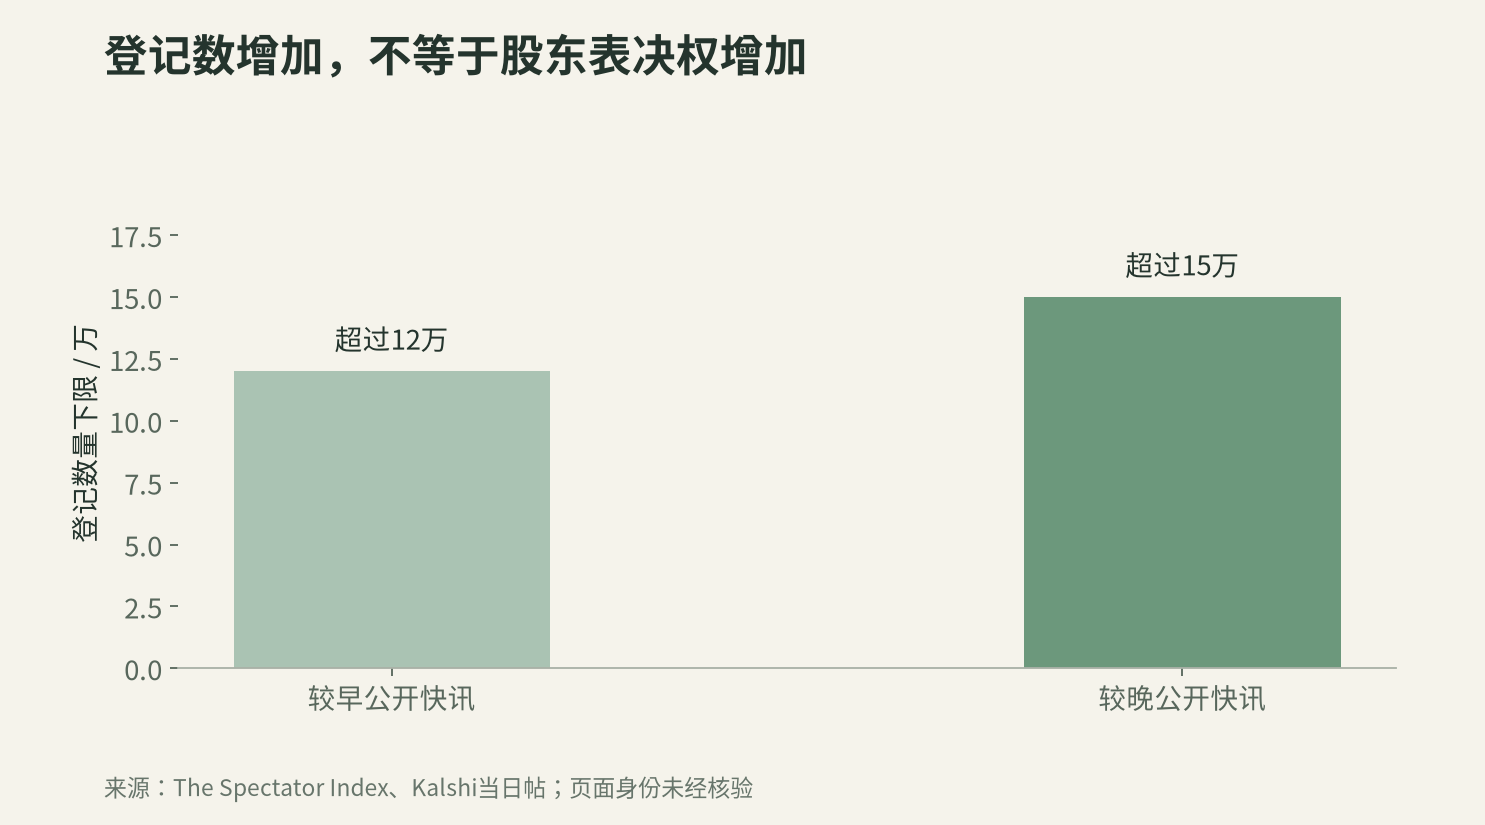 登记数增加，不等于股东表决权增加
登记数量下限 / 万
17.5
15.0
12.5
10.0
7.5
5.0
2.5
0.0
超过12万
超过15万
较早公开快讯
较晚公开快讯
来源：The Spectator Index、Kalshi当日帖；页面身份未经核验